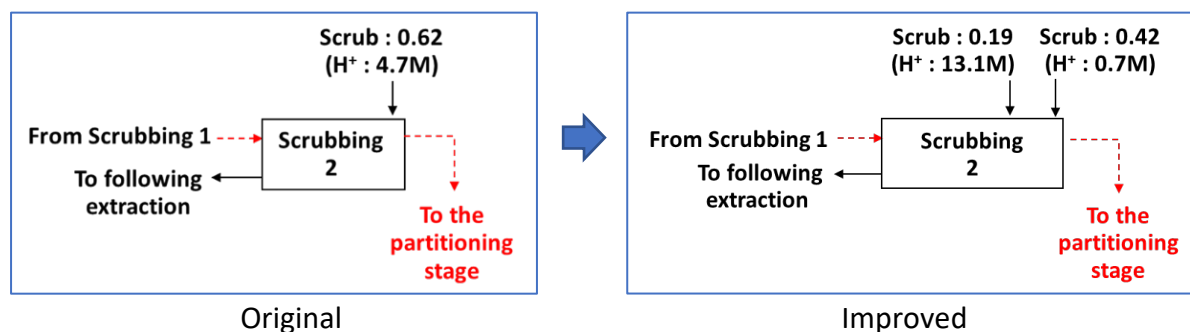 Scrub : 0.62
(H⁺ : 4.7M)
From Scrubbing 1
Scrubbing
2
To following
extraction
To the
partitioning
stage
Original
Scrub : 0.19
(H⁺ : 13.1M)
Scrub : 0.42
(H⁺ : 0.7M)
From Scrubbing 1
Scrubbing
2
To following
extraction
To the
partitioning
stage
Improved